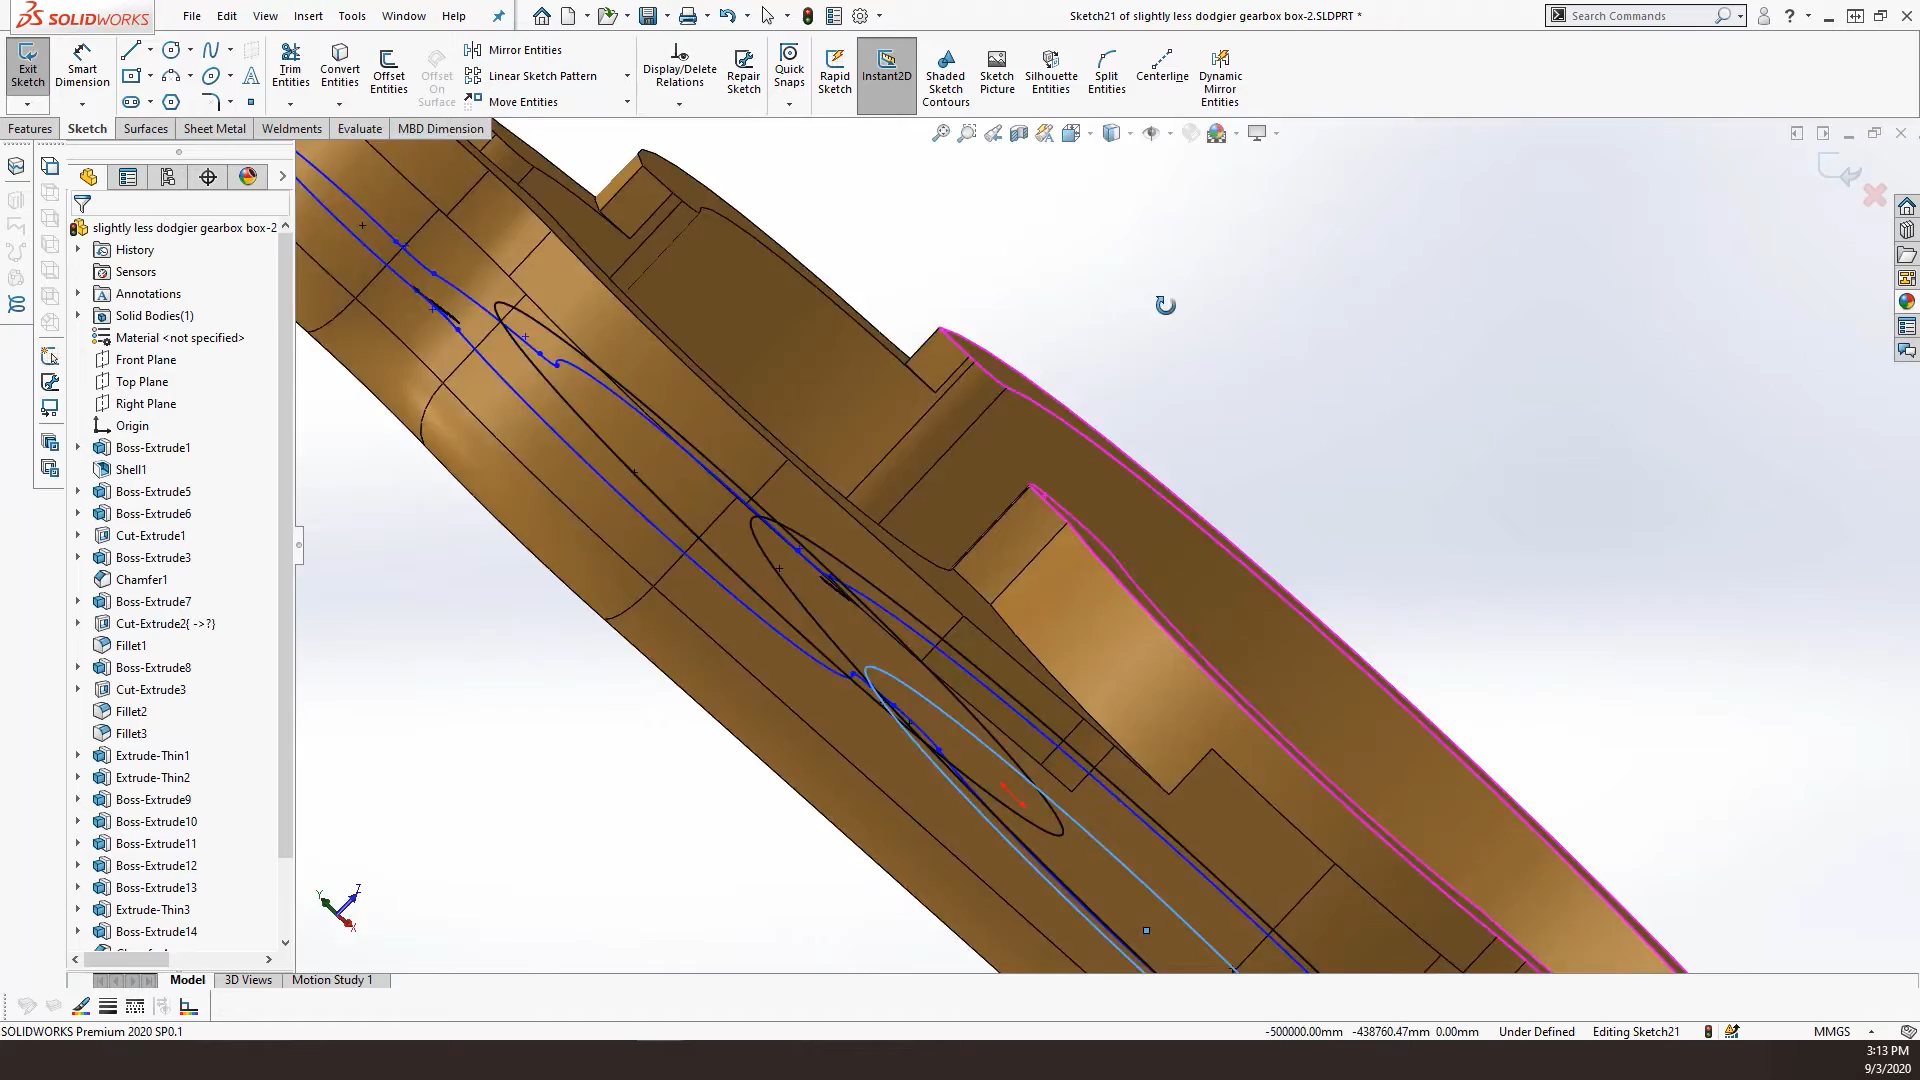 SOLIDWORKS
File Edit View Insert Tools Window Help
Sketch21 of slightly less dodgier gearbox box-2.SLDPRT *
Search Commands
Exit Sketch
Smart Dimension
Trim Entities
Convert Entities
Offset Entities
Offset On Surface
Mirror Entities
Linear Sketch Pattern
Move Entities
Display/Delete Relations
Repair Sketch
Quick Snaps
Rapid Sketch
Instant2D
Shaded Sketch Contours
Sketch Picture
Silhouette Entities
Split Entities
Centerline
Dynamic Mirror Entities
Features Sketch Surfaces Sheet Metal Weldments Evaluate MBD Dimension
slightly less dodgier gearbox box-2
History
Sensors
Annotations
Solid Bodies(1)
Material <not specified>
Front Plane
Top Plane
Right Plane
Origin
Boss-Extrude1
Shell1
Boss-Extrude5
Boss-Extrude6
Cut-Extrude1
Boss-Extrude3
Chamfer1
Boss-Extrude7
Cut-Extrude2{ ->?}
Fillet1
Boss-Extrude8
Cut-Extrude3
Fillet2
Fillet3
Extrude-Thin1
Extrude-Thin2
Boss-Extrude9
Boss-Extrude10
Boss-Extrude11
Boss-Extrude12
Boss-Extrude13
Extrude-Thin3
Boss-Extrude14
Y Z X
Model 3D Views Motion Study 1
SOLIDWORKS Premium 2020 SP0.1
-500000.00mm -438760.47mm 0.00mm Under Defined Editing Sketch21 MMGS
3:13 PM
9/3/2020